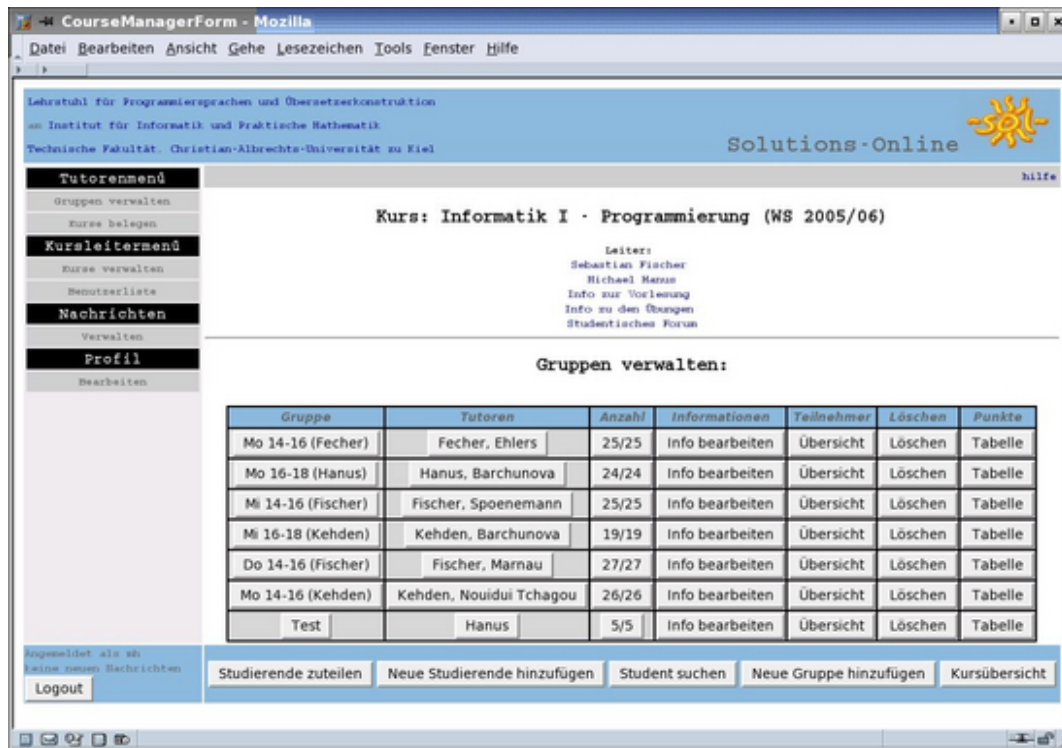 CourseManagerForm - Mozilla
Datei Bearbeiten Ansicht Gehe Lesezeichen Tools Fenster Hilfe
Lehrstuhl für Programmiersprachen und Übersetzerkonstruktion
am Institut für Informatik und Praktische Mathematik
Technische Fakultät, Christian-Albrechts-Universität zu Kiel
Solutions-Online
-sol-
Tutorenmenü
hilfe
Gruppen verwalten
Kurse belegen
Kursleitermenü
Kurse verwalten
Benutzerliste
Nachrichten
Verwalten
Profil
Bearbeiten
Kurs: Informatik I - Programmierung (WS 2005/06)
Leiter:
Sebastian Fischer
Michael Hanus
Info zur Vorlesung
Info zu den Übungen
Studentisches Forum
Gruppen verwalten:
Gruppe Tutoren Anzahl Informationen Teilnehmer Löschen Punkte
Mo 14-16 (Fecher) Fecher, Ehlers 25/25 Info bearbeiten Übersicht Löschen Tabelle
Mo 16-18 (Hanus) Hanus, Barchunova 24/24 Info bearbeiten Übersicht Löschen Tabelle
Mi 14-16 (Fischer) Fischer, Spoenemann 25/25 Info bearbeiten Übersicht Löschen Tabelle
Mi 16-18 (Kehden) Kehden, Barchunova 19/19 Info bearbeiten Übersicht Löschen Tabelle
Do 14-16 (Fischer) Fischer, Marnau 27/27 Info bearbeiten Übersicht Löschen Tabelle
Mo 14-16 (Kehden) Kehden, Nouidui Tchagou 26/26 Info bearbeiten Übersicht Löschen Tabelle
Test Hanus 5/5 Info bearbeiten Übersicht Löschen Tabelle
Angemeldet als mh
keine neuen Nachrichten
Logout
Studierende zuteilen Neue Studierende hinzufügen Student suchen Neue Gruppe hinzufügen Kursübersicht